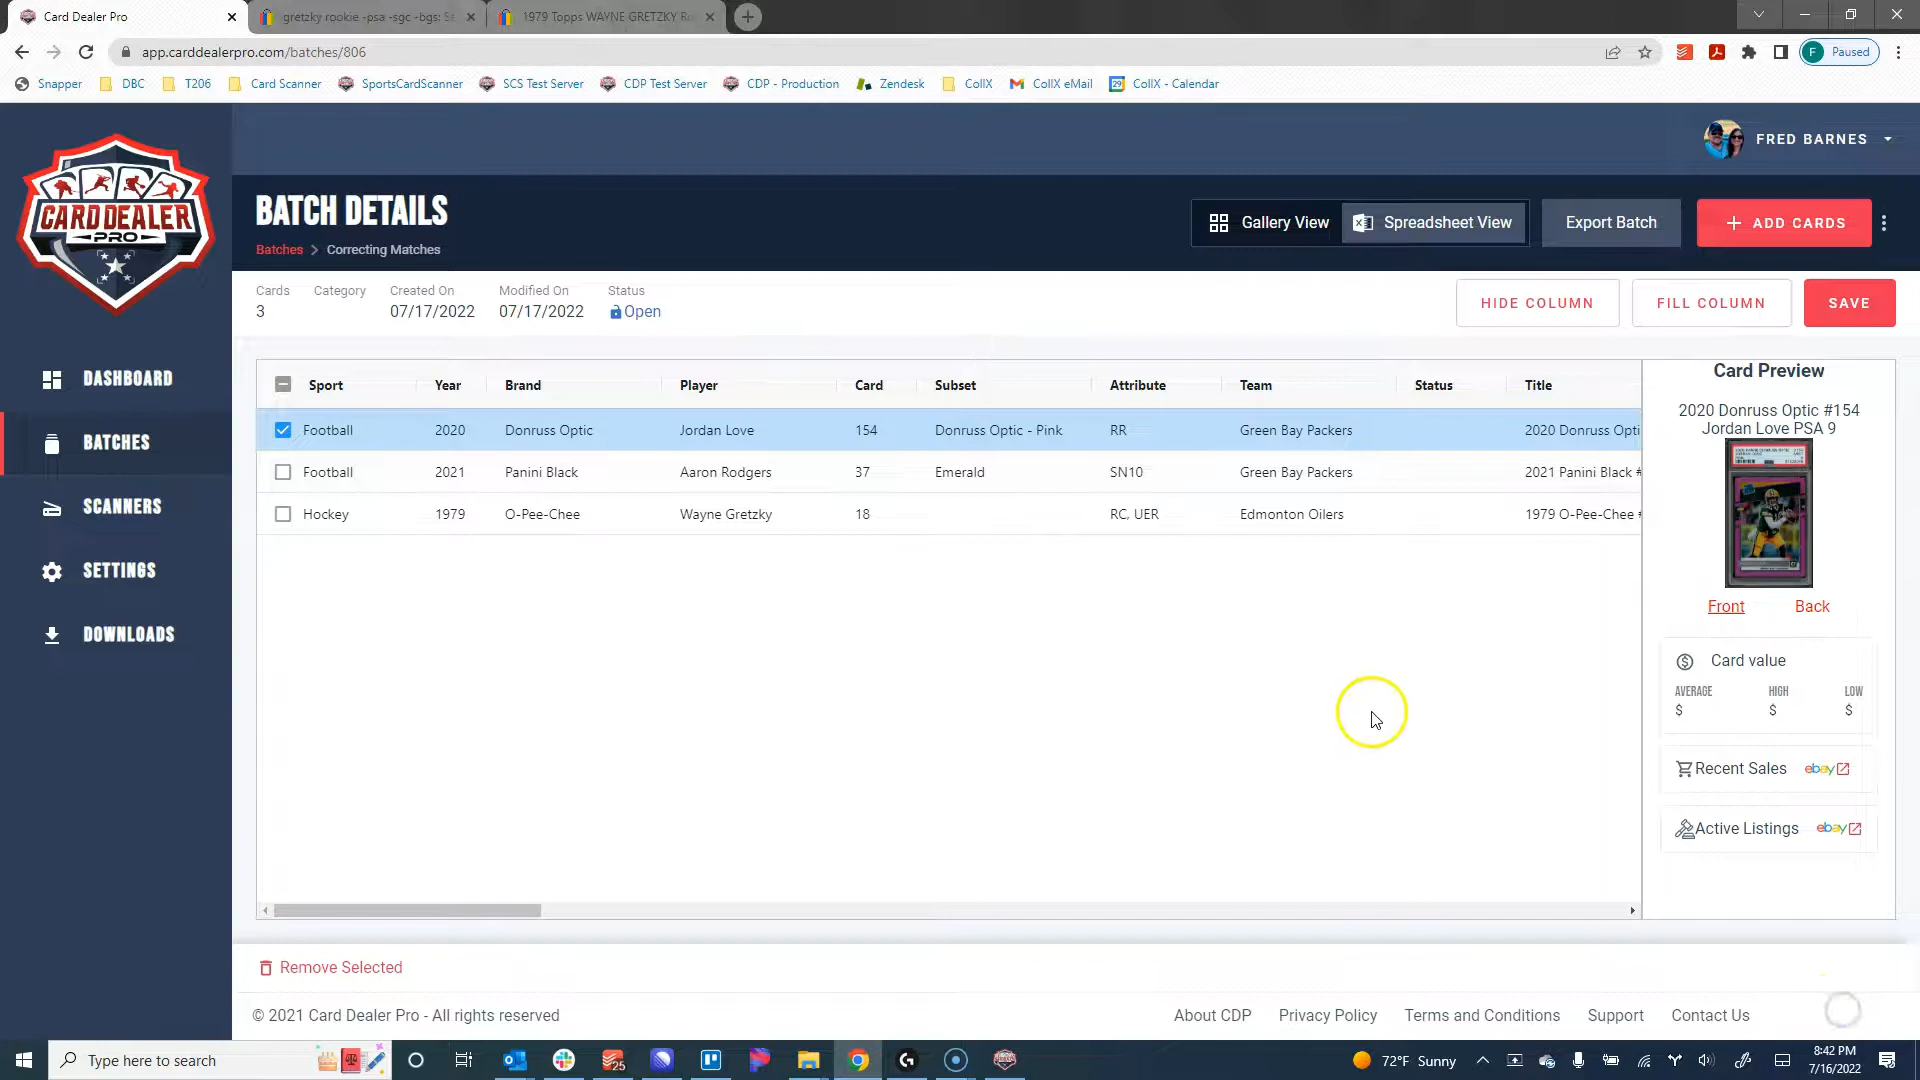 Card Dealer Pro
gretzky rookie -psa -sgc -bgs: Se
1979 Topps WAYNE GRETZKY Ro
app.carddealerpro.com/batches/806
Paused
Snapper
DBC
T206
Card Scanner
SportsCardScanner
SCS Test Server
CDP Test Server
CDP - Production
Zendesk
CollX
CollX eMail
CollX - Calendar
FRED BARNES
CARD DEALER
PRO
BATCH DETAILS
Batches > Correcting Matches
Gallery View
Spreadsheet View
Export Batch
+ ADD CARDS
Cards Category Created On Modified On Status
3 07/17/2022 07/17/2022 Open
HIDE COLUMN
FILL COLUMN
SAVE
DASHBOARD
BATCHES
SCANNERS
SETTINGS
DOWNLOADS
Sport Year Brand Player Card Subset Attribute Team Status Title
Football 2020 Donruss Optic Jordan Love 154 Donruss Optic - Pink RR Green Bay Packers 2020 Donruss Opti
Football 2021 Panini Black Aaron Rodgers 37 Emerald SN10 Green Bay Packers 2021 Panini Black #
Hockey 1979 O-Pee-Chee Wayne Gretzky 18 RC, UER Edmonton Oilers 1979 O-Pee-Chee #
Card Preview
2020 Donruss Optic #154
Jordan Love PSA 9
Front
Back
Card value
AVERAGE HIGH LOW
$ $ $
Recent Sales ebay
Active Listings ebay
Remove Selected
© 2021 Card Dealer Pro - All rights reserved
About CDP
Privacy Policy
Terms and Conditions
Support
Contact Us
Type here to search
25
72°F Sunny
8:42 PM
7/16/2022